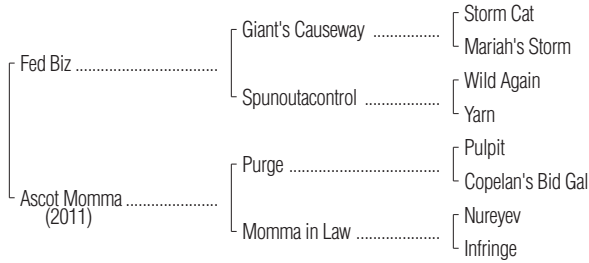 Storm Cat
Giant's Causeway ................
Mariah's Storm
Fed Biz ..................................
Wild Again
Spunoutacontrol ..................
Yarn
Pulpit
Purge ....................................
Copelan's Bid Gal
Ascot Momma ......................
(2011)
Nureyev
Momma in Law ....................
Infringe